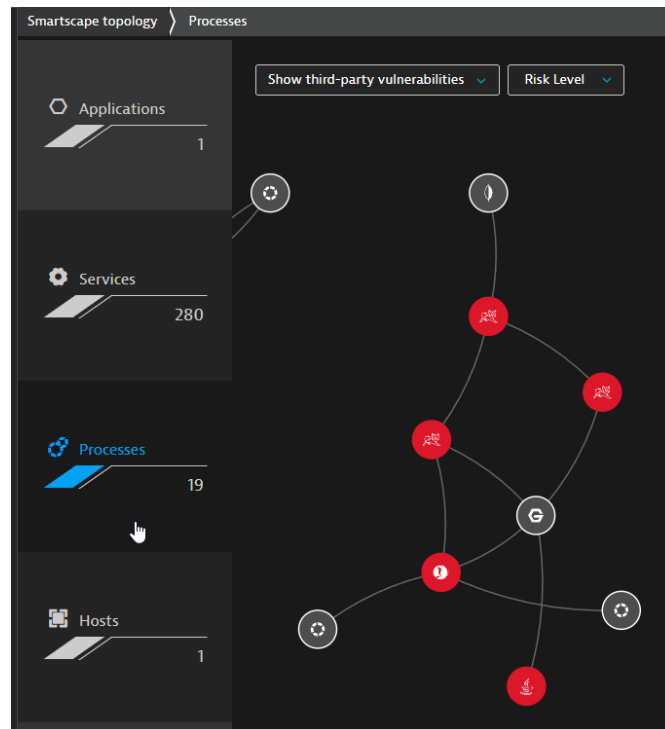 Smartscape topology Processes
Show third-party vulnerabilities Risk Level
Applications
1
Services
280
Processes
19
Hosts
1
G